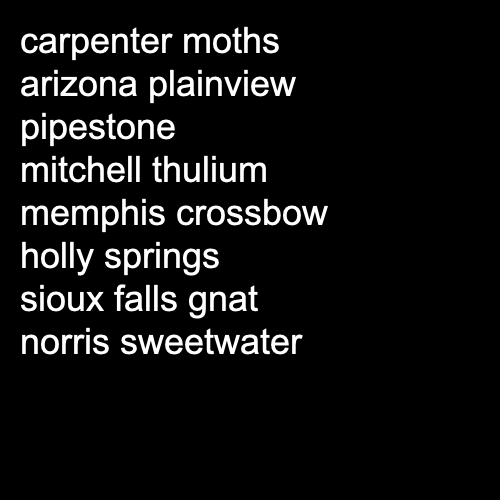 carpenter moths
arizona plainview
pipestone
mitchell thulium
memphis crossbow
holly springs
sioux falls gnat
norris sweetwater